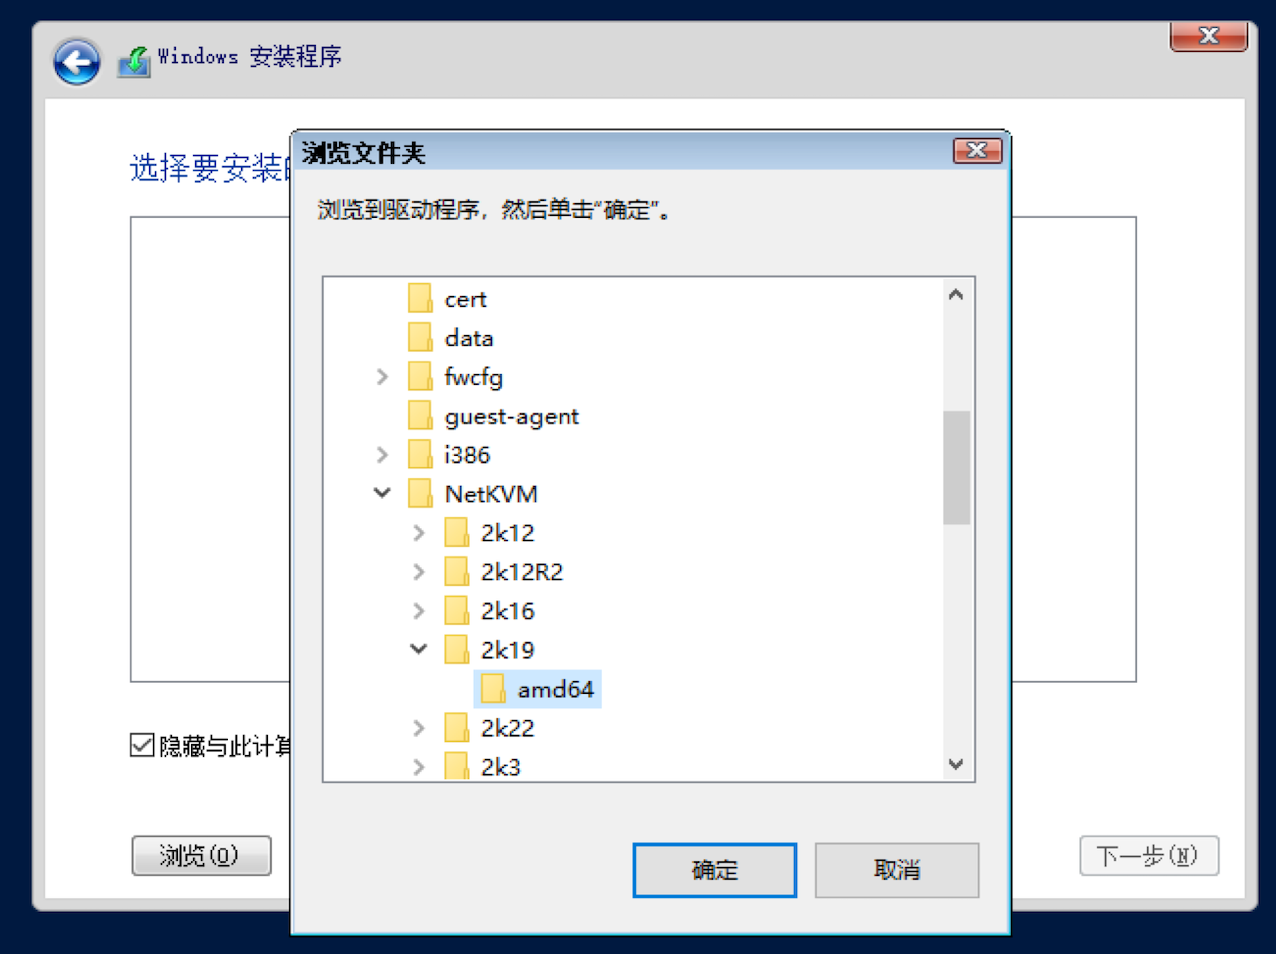 Windows 安装程序
选择要安装
浏览文件夹
浏览到驱动程序，然后单击“确定”。
cert
data
fwcfg
guest-agent
i386
NetKVM
2k12
2k12R2
2k16
2k19
amd64
2k22
2k3
隐藏与此计算
浏览(O)
确定
取消
下一步(N)